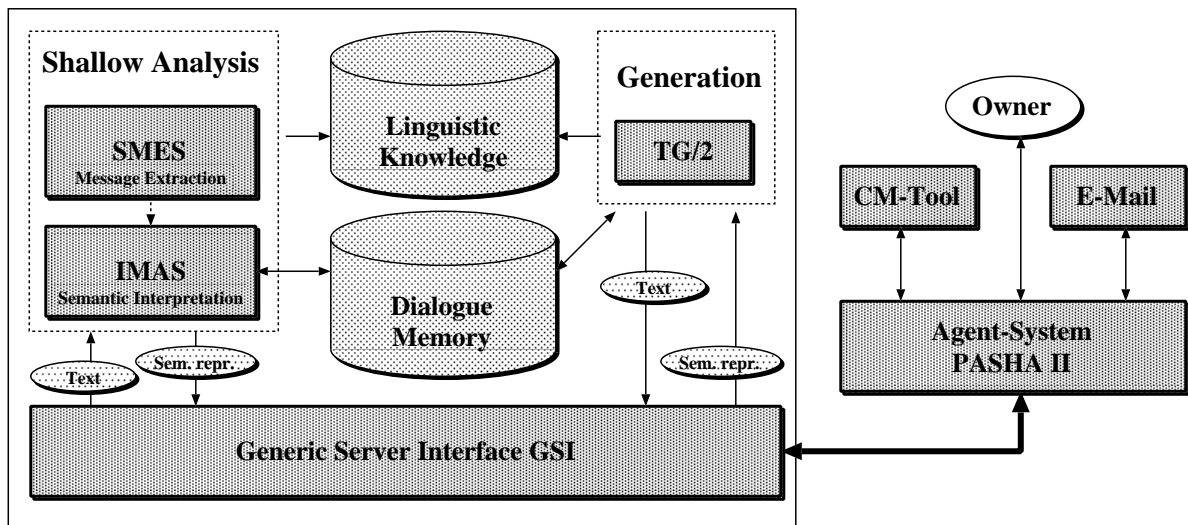 Shallow Analysis
SMES
Message Extraction
IMAS
Semantic Interpretation
Linguistic
Knowledge
Dialogue
Memory
Generation
TG/2
Text
Sem. repr.
Text
Sem. repr.
Generic Server Interface GSI
Owner
CM-Tool
E-Mail
Agent-System
PASHA II